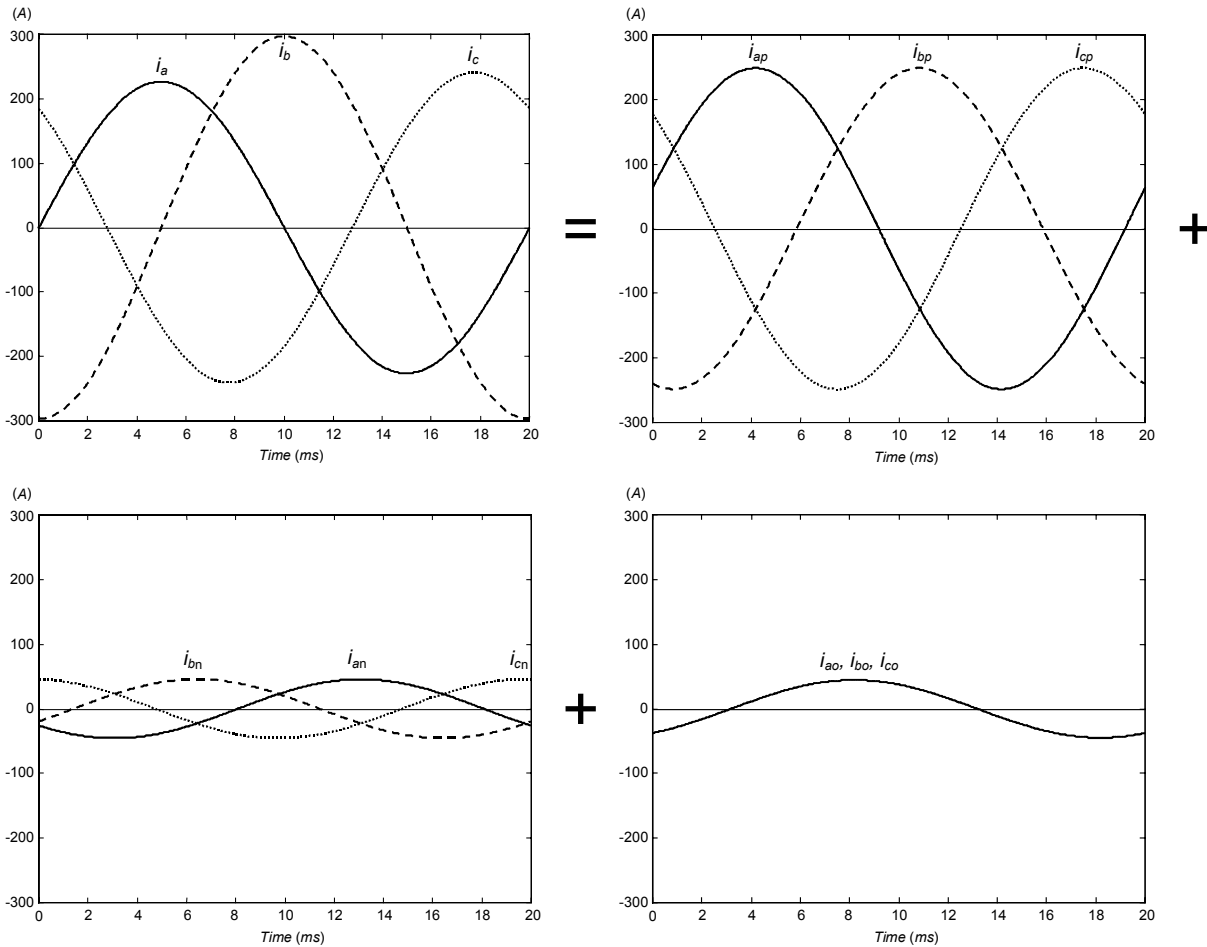 (A)
300
200
100
0
-100
-200
-300
i_a
i_b
i_c
0 2 4 6 8 10 12 14 16 18 20
Time (ms)
=
(A)
300
200
100
0
-100
-200
-300
i_ap
i_bp
i_cp
0 2 4 6 8 10 12 14 16 18 20
Time (ms)
+
(A)
300
200
100
0
-100
-200
-300
i_bn
i_an
i_cn
0 2 4 6 8 10 12 14 16 18 20
Time (ms)
+
(A)
300
200
100
0
-100
-200
-300
i_ao, i_bo, i_co
0 2 4 6 8 10 12 14 16 18 20
Time (ms)